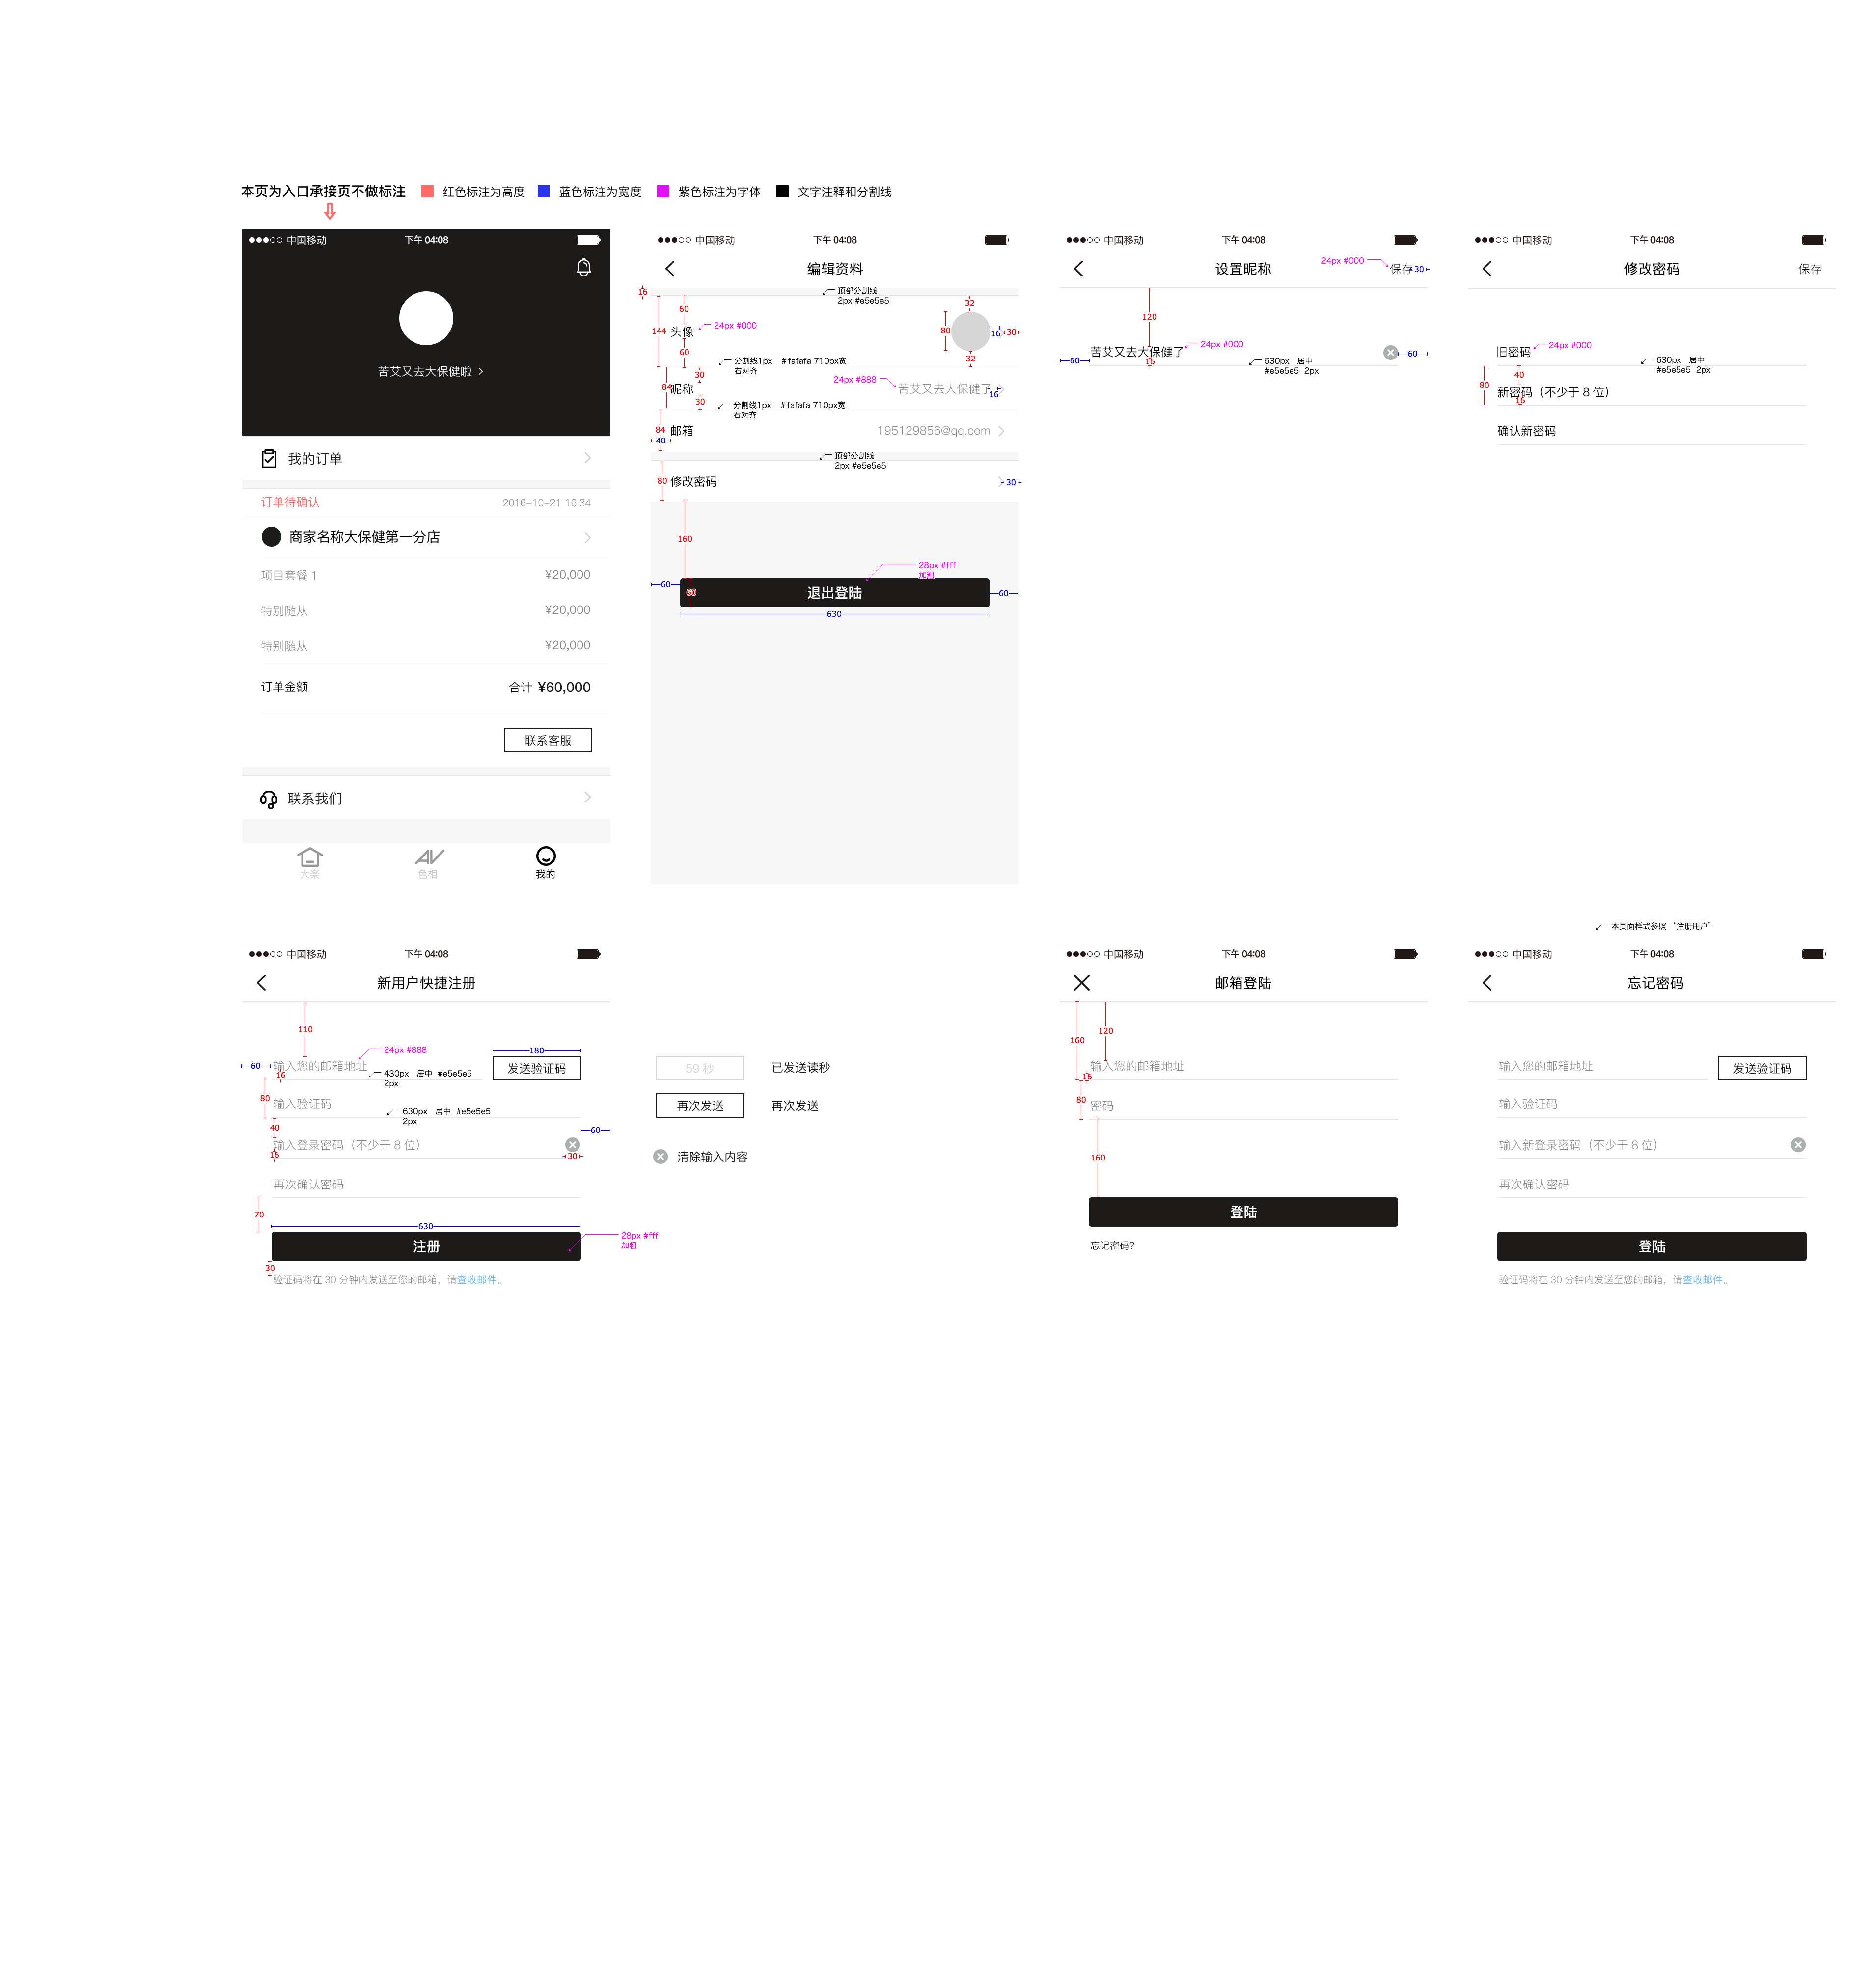 本页为入口承接页不做标注
红色标注为高度
蓝色标注为宽度
紫色标注为字体
文字注释和分割线
中国移动
下午 04:08
苦艾又去大保健啦
我的订单
订单待确认
2016-10-21 16:34
商家名称大保健第一分店
项目套餐 1
¥20,000
特别随从
¥20,000
特别随从
¥20,000
订单金额
合计 ¥60,000
联系客服
联系我们
大楽
色相
我的
中国移动
下午 04:08
编辑资料
16
顶部分割线
2px #e5e5e5
144
60
头像
24px #000
60
32
80
16
30
32
分割线1px #fafafa 710px宽
右对齐
84
30
昵称
30
24px #888
苦艾又去大保健了
16
分割线1px #fafafa 710px宽
右对齐
84
邮箱
40
195129856@qq.com
顶部分割线
2px #e5e5e5
80
修改密码
30
160
28px #fff
加粗
60
60
退出登陆
60
630
中国移动
下午 04:08
设置昵称
24px #000
保存
30
120
苦艾又去大保健了
24px #000
60
16
630px 居中
#e5e5e5 2px
60
中国移动
下午 04:08
修改密码
保存
旧密码
24px #000
630px 居中
#e5e5e5 2px
80
40
新密码（不少于 8 位）
16
确认新密码
中国移动
下午 04:08
新用户快捷注册
110
24px #888
180
60
输入您的邮箱地址
16
430px 居中 #e5e5e5
2px
发送验证码
80
输入验证码
630px 居中 #e5e5e5
2px
40
60
输入登录密码（不少于 8 位）
16
30
再次确认密码
70
630
注册
28px #fff
加粗
30
验证码将在 30 分钟内发送至您的邮箱，请查收邮件。
59 秒
已发送读秒
再次发送
再次发送
清除输入内容
中国移动
下午 04:08
邮箱登陆
160
120
输入您的邮箱地址
16
80
密码
160
登陆
忘记密码?
本页面样式参照 “注册用户”
中国移动
下午 04:08
忘记密码
输入您的邮箱地址
发送验证码
输入验证码
输入新登录密码（不少于 8 位）
再次确认密码
登陆
验证码将在 30 分钟内发送至您的邮箱，请查收邮件。